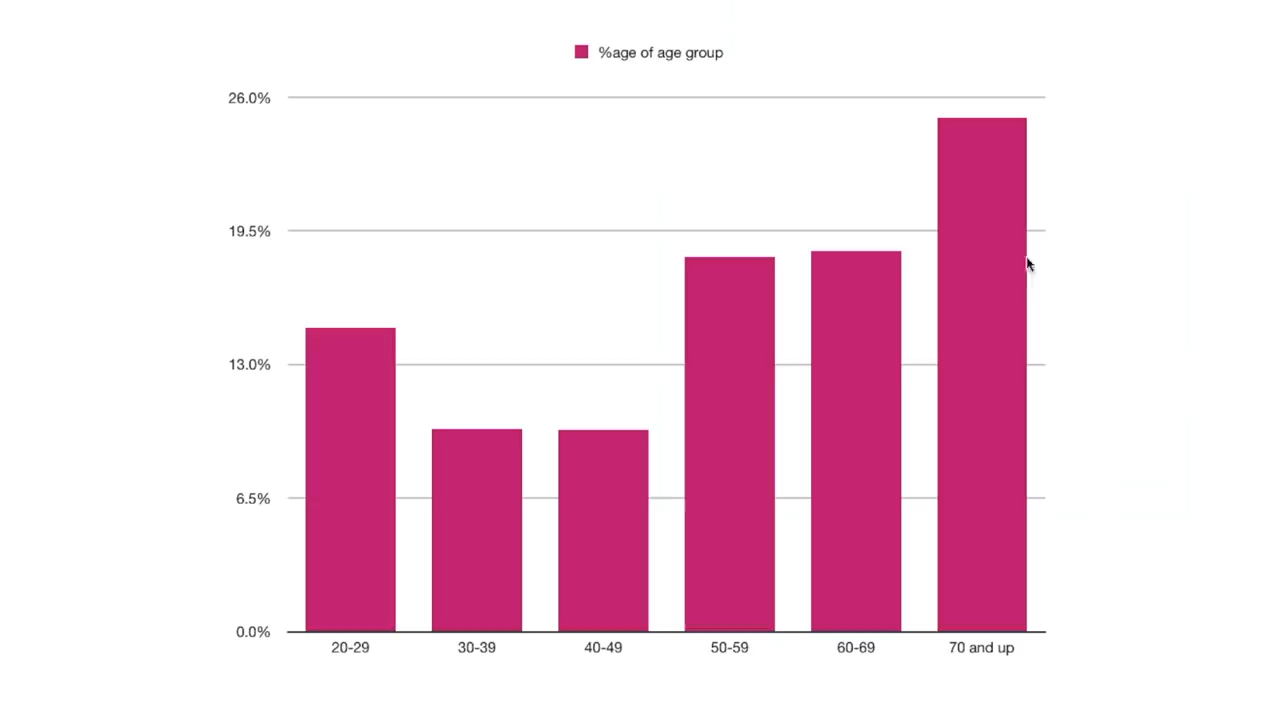 %age of age group
26.0%
19.5%
13.0%
6.5%
0.0%
20-29 30-39 40-49 50-59 60-69 70 and up